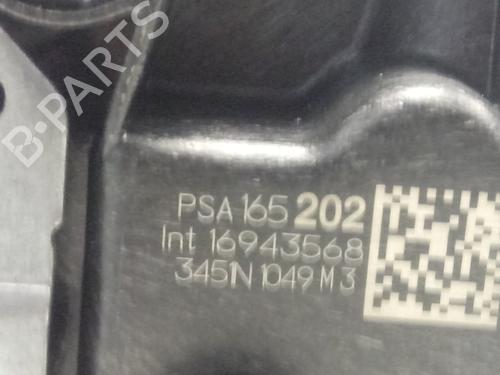 B-PARTS
PSA 165 202
Int 16943568
3451N 1049 M 3